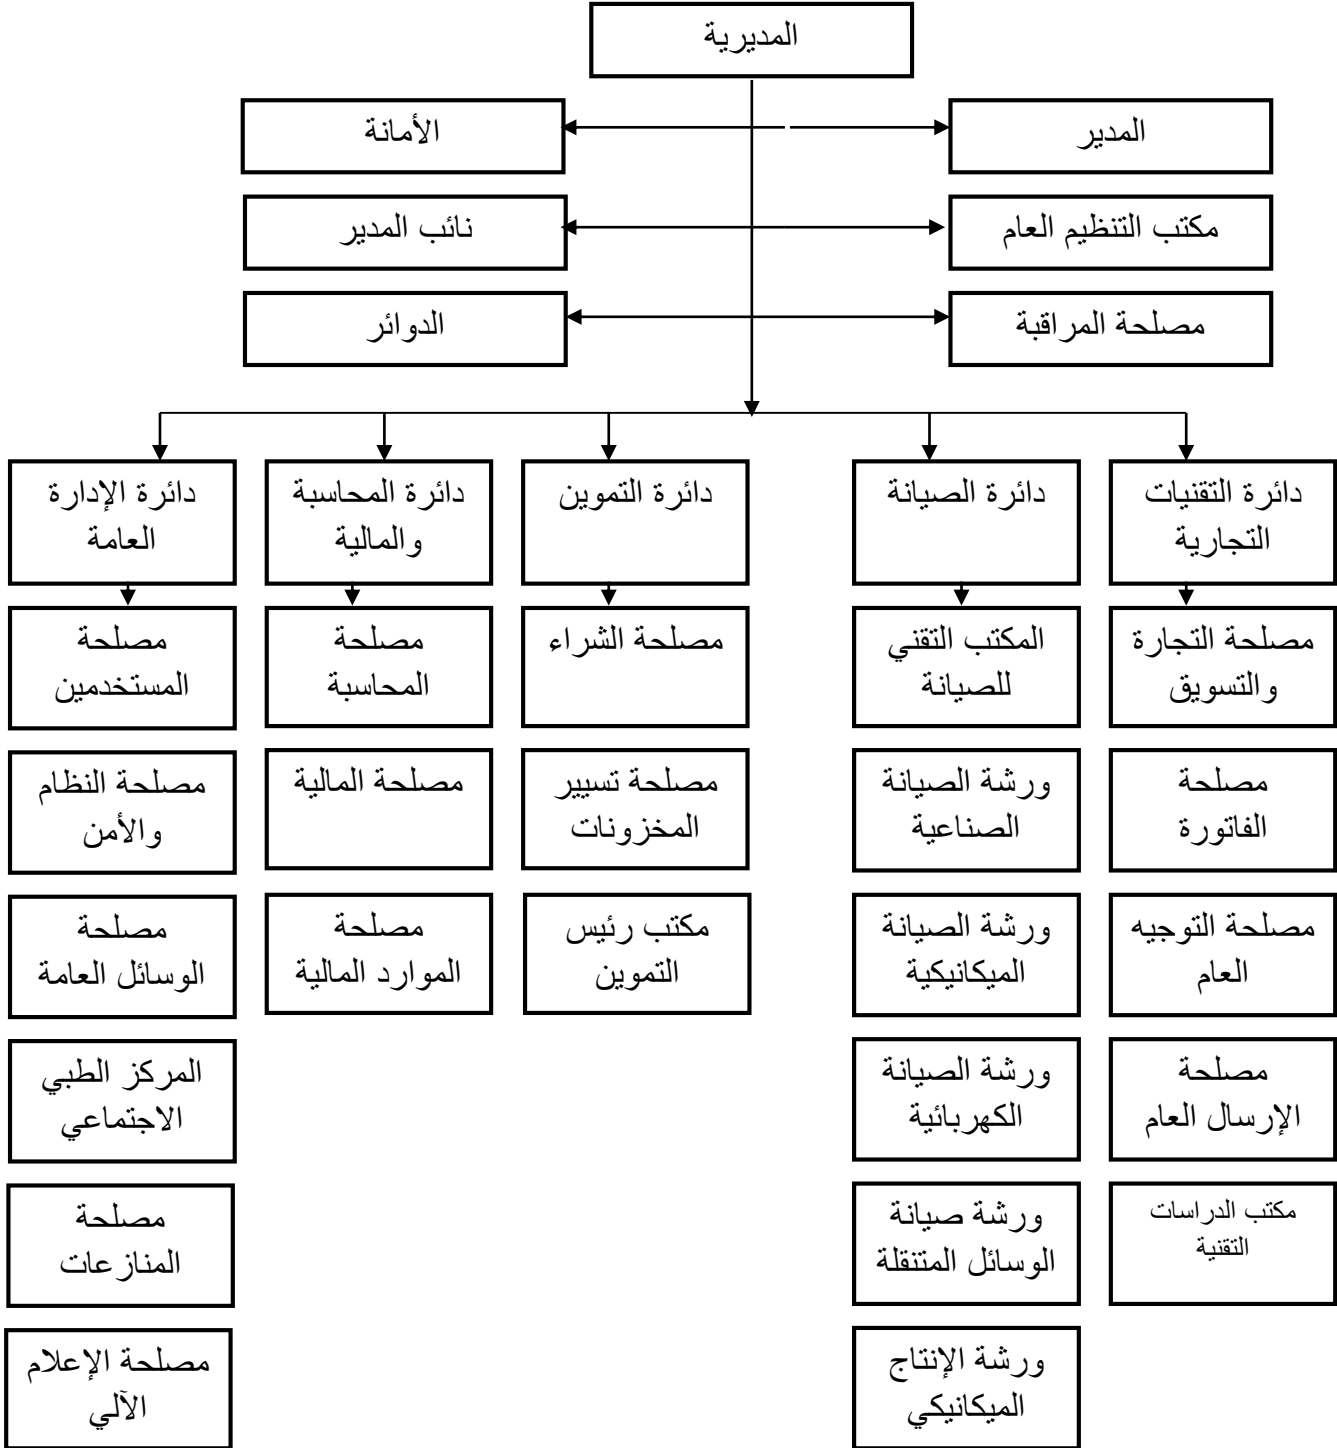 المديرية
المدير
الأمانة
مكتب التنظيم العام
نائب المدير
مصلحة المراقبة
الدوائر
دائرة التقنيات
التجارية
دائرة الصيانة
دائرة التموين
دائرة المحاسبة
والمالية
دائرة الإدارة
العامة
مصلحة التجارة
والتسويق
المكتب التقني
للصيانة
مصلحة الشراء
مصلحة
المحاسبة
مصلحة
المستخدمين
مصلحة
الفاتورة
ورشة الصيانة
الصناعية
مصلحة تسيير
المخزونات
مصلحة المالية
مصلحة النظام
والأمن
مصلحة التوجيه
العام
ورشة الصيانة
الميكانيكية
مكتب رئيس
التموين
مصلحة
الموارد المالية
مصلحة
الوسائل العامة
مصلحة
الإرسال العام
ورشة الصيانة
الكهربائية
المركز الطبي
الاجتماعي
مكتب الدراسات
التقنية
ورشة صيانة
الوسائل المتنقلة
مصلحة
المنازعات
ورشة الإنتاج
الميكانيكي
مصلحة الإعلام
الآلي